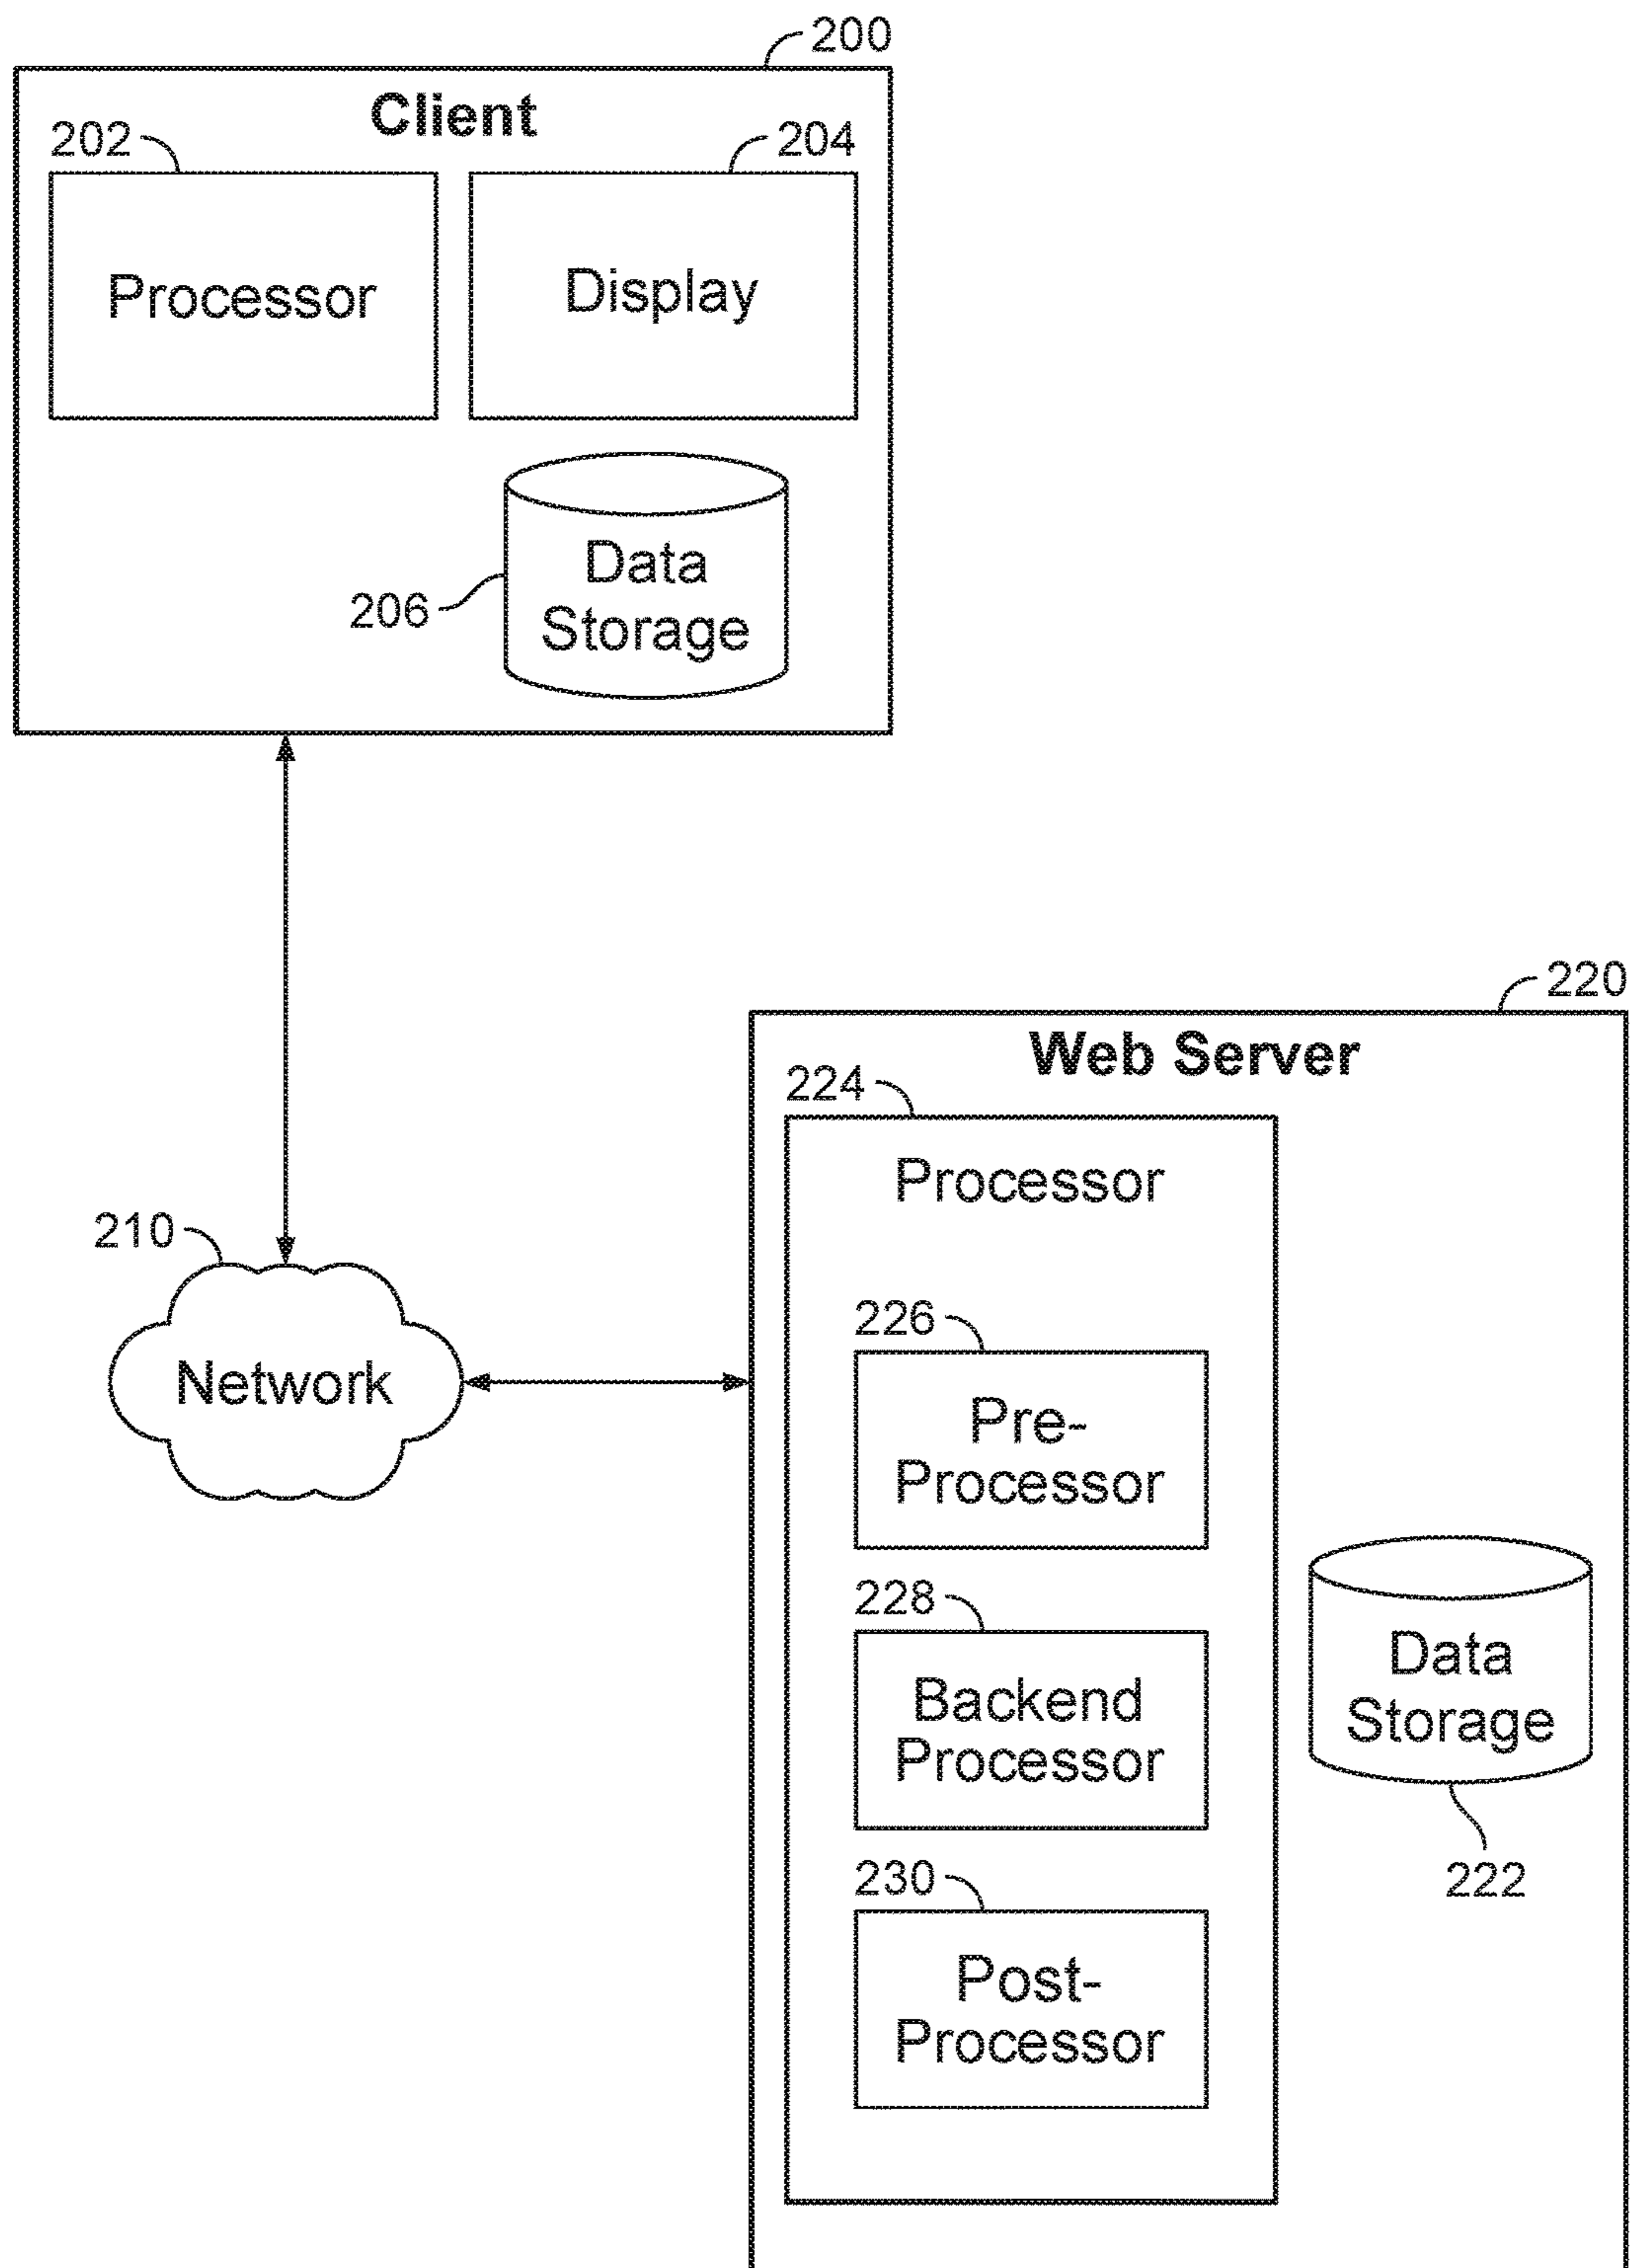 200
Client
202
204
Processor
Display
Data
Storage
206
220
Web Server
224
Processor
210
Network
226
Pre-
Processor
228
Backend
Processor
Data
Storage
222
230
Post-
Processor